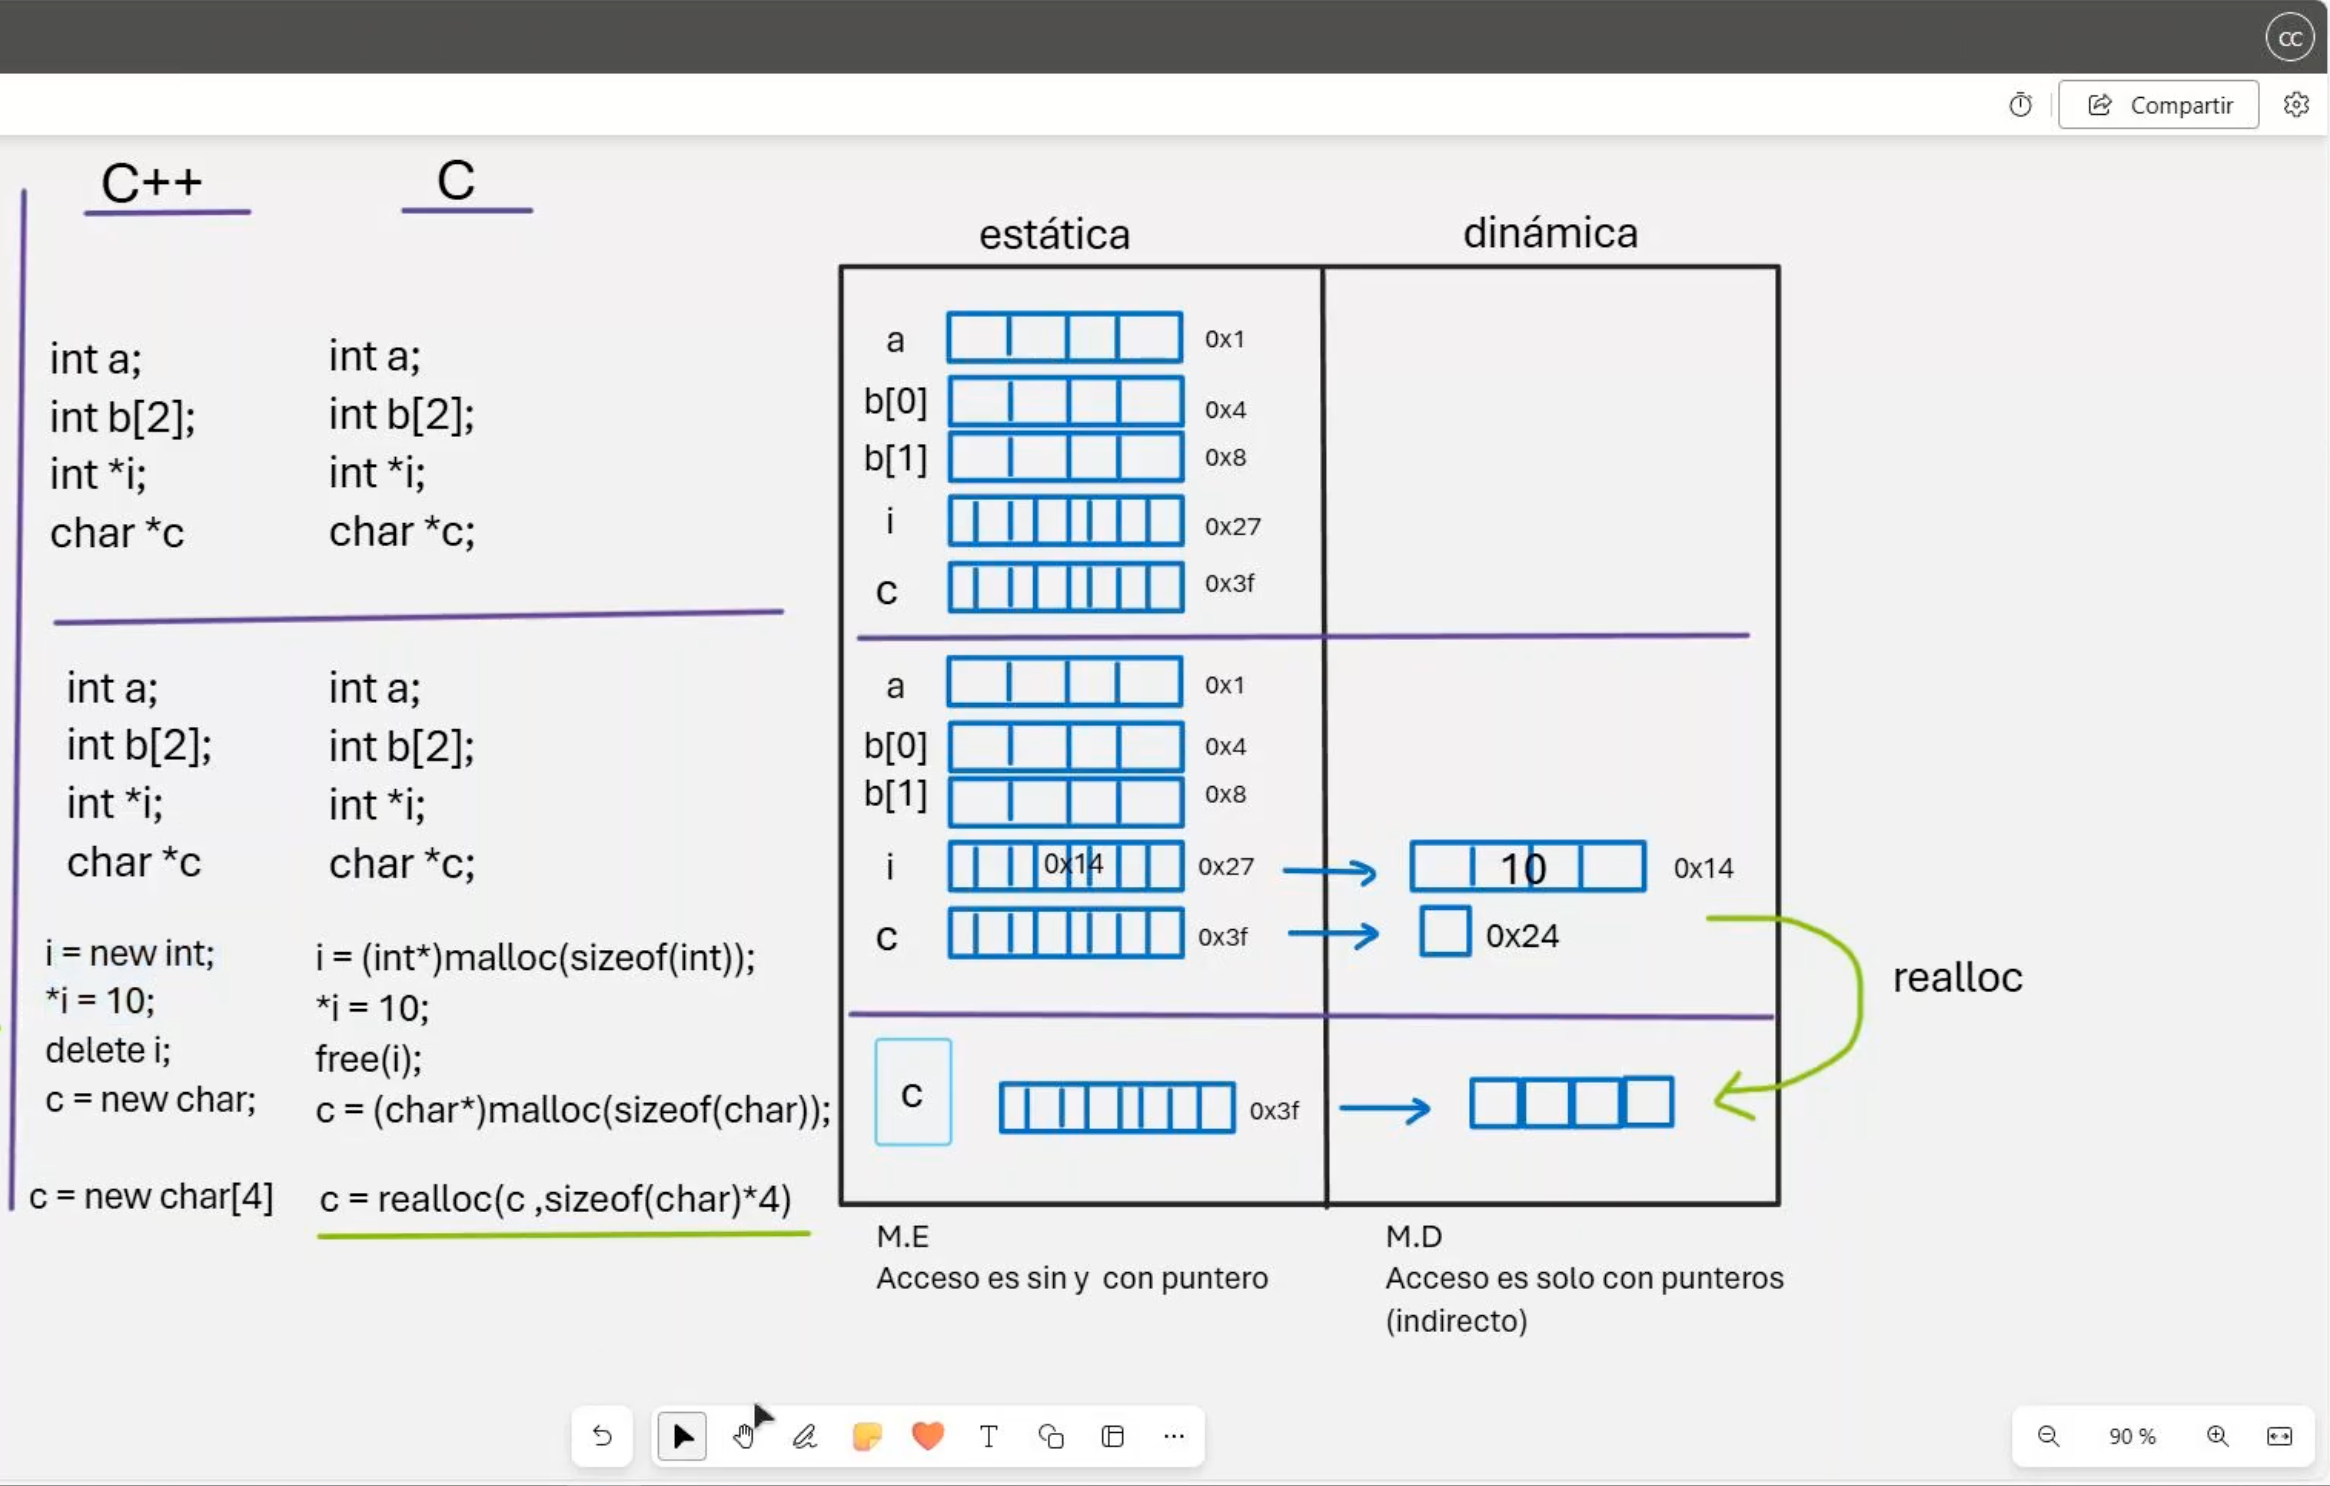 CC
Compartir
C++
C
int a;
int b[2];
int *i;
char *c
int a;
int b[2];
int *i;
char *c;
int a;
int b[2];
int *i;
char *c
i = new int;
*i = 10;
delete i;
c = new char;
c = new char[4]
int a;
int b[2];
int *i;
char *c;
i = (int*)malloc(sizeof(int));
*i = 10;
free(i);
c = (char*)malloc(sizeof(char));
c = realloc(c ,sizeof(char)*4)
estática
dinámica
a 0x1
b[0] 0x4
b[1] 0x8
i 0x27
c 0x3f
a 0x1
b[0] 0x4
b[1] 0x8
i 0x14 0x27 10 0x14
c 0x3f 0x24
realloc
c 0x3f
M.E
Acceso es sin y con puntero
M.D
Acceso es solo con punteros
(indirecto)
T
90 %